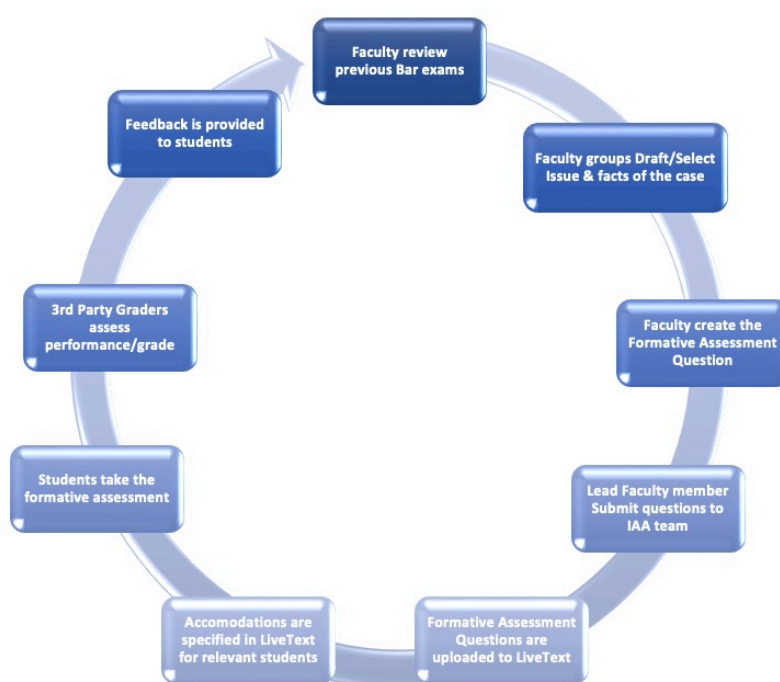 Faculty review
previous Bar exams
Faculty groups Draft/Select
Issue & facts of the case
Faculty create the
Formative Assessment
Question
Lead Faculty member
Submit questions to
IAA team
Formative Assessment
Questions are
uploaded to LiveText
Accomodations are
specified in LiveText
for relevant students
Students take the
formative assessment
3rd Party Graders
assess
performance/grade
Feedback is provided
to students